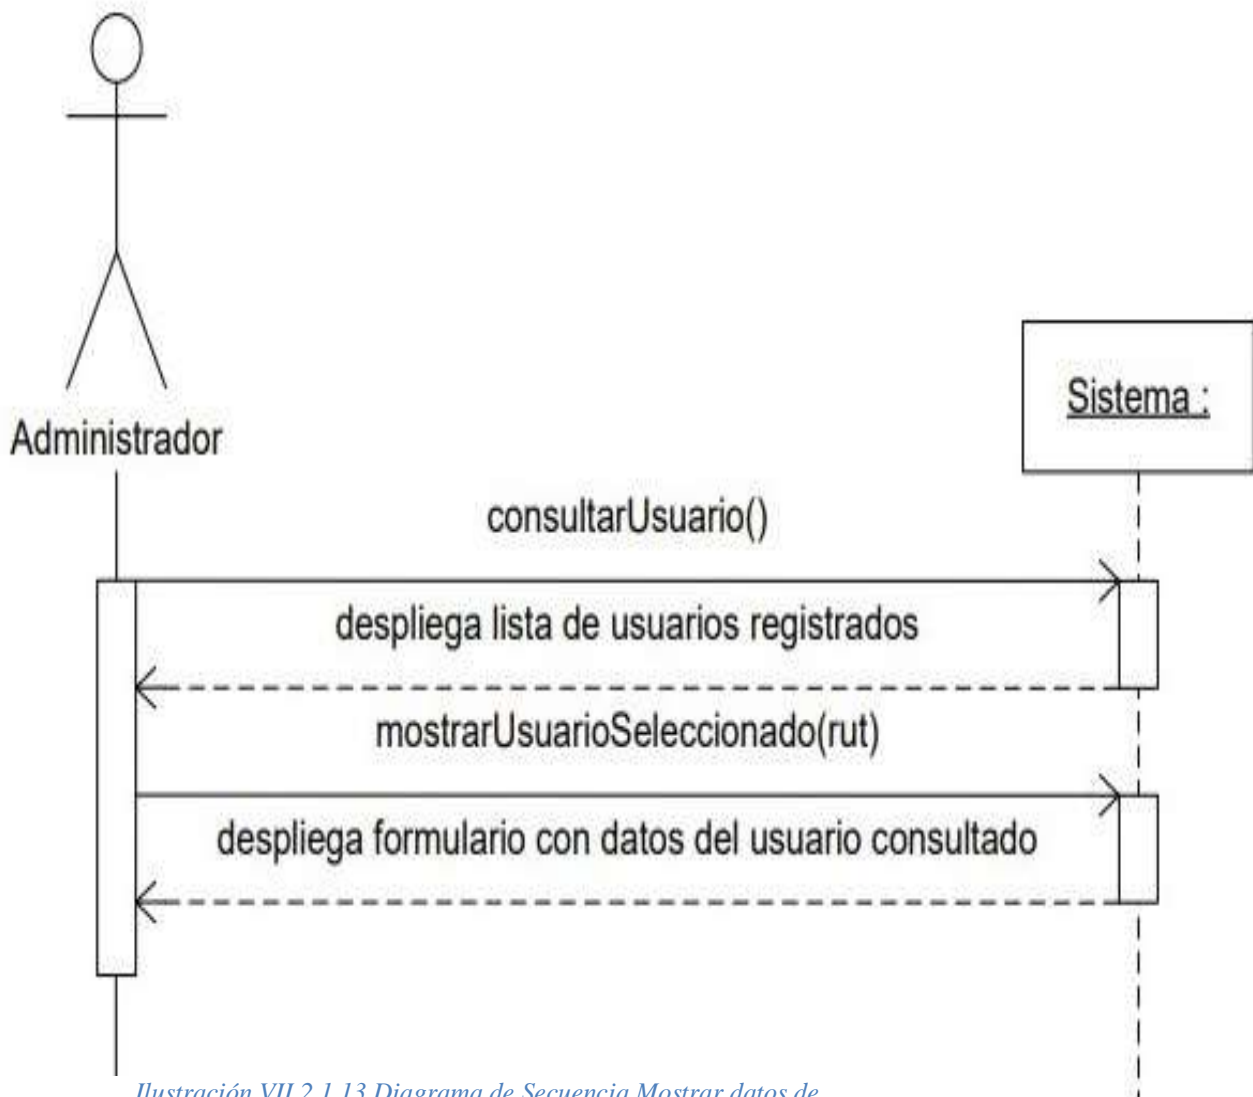 Administrador
Sistema :
consultarUsuario()
despliega lista de usuarios registrados
mostrarUsuarioSeleccionado(rut)
despliega formulario con datos del usuario consultado
Ilustración VII.2.1.13 Diagrama de Secuencia Mostrar datos de